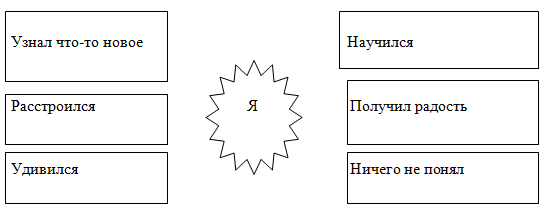 Узнал что-то новое
Научился
Расстроился
Я
Получил радость
Удивился
Ничего не понял